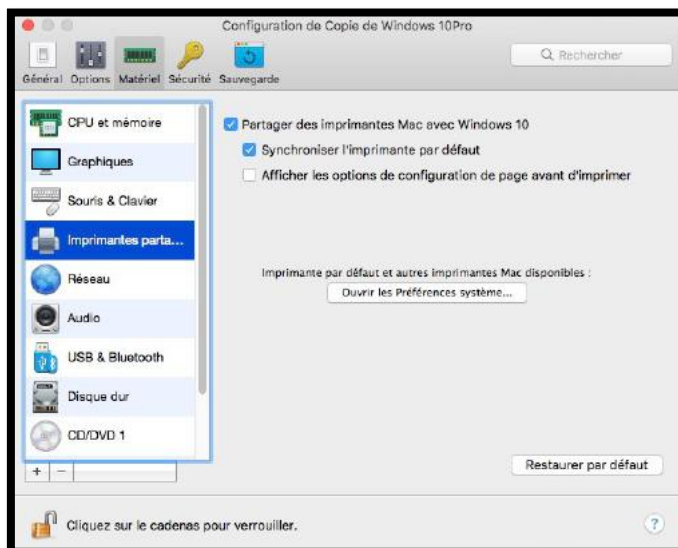 Configuration de Copie de Windows 10Pro
Rechercher
Général Options Matériel Sécurité Sauvegarde
CPU et mémoire
Graphiques
Souris & Clavier
Imprimantes parta...
Réseau
Audio
USB & Bluetooth
Disque dur
CD/DVD 1
+ −
Partager des imprimantes Mac avec Windows 10
Synchroniser l'imprimante par défaut
Afficher les options de configuration de page avant d'imprimer
Imprimante par défaut et autres imprimantes Mac disponibles :
Ouvrir les Préférences système...
Restaurer par défaut
Cliquez sur le cadenas pour verrouiller.
?